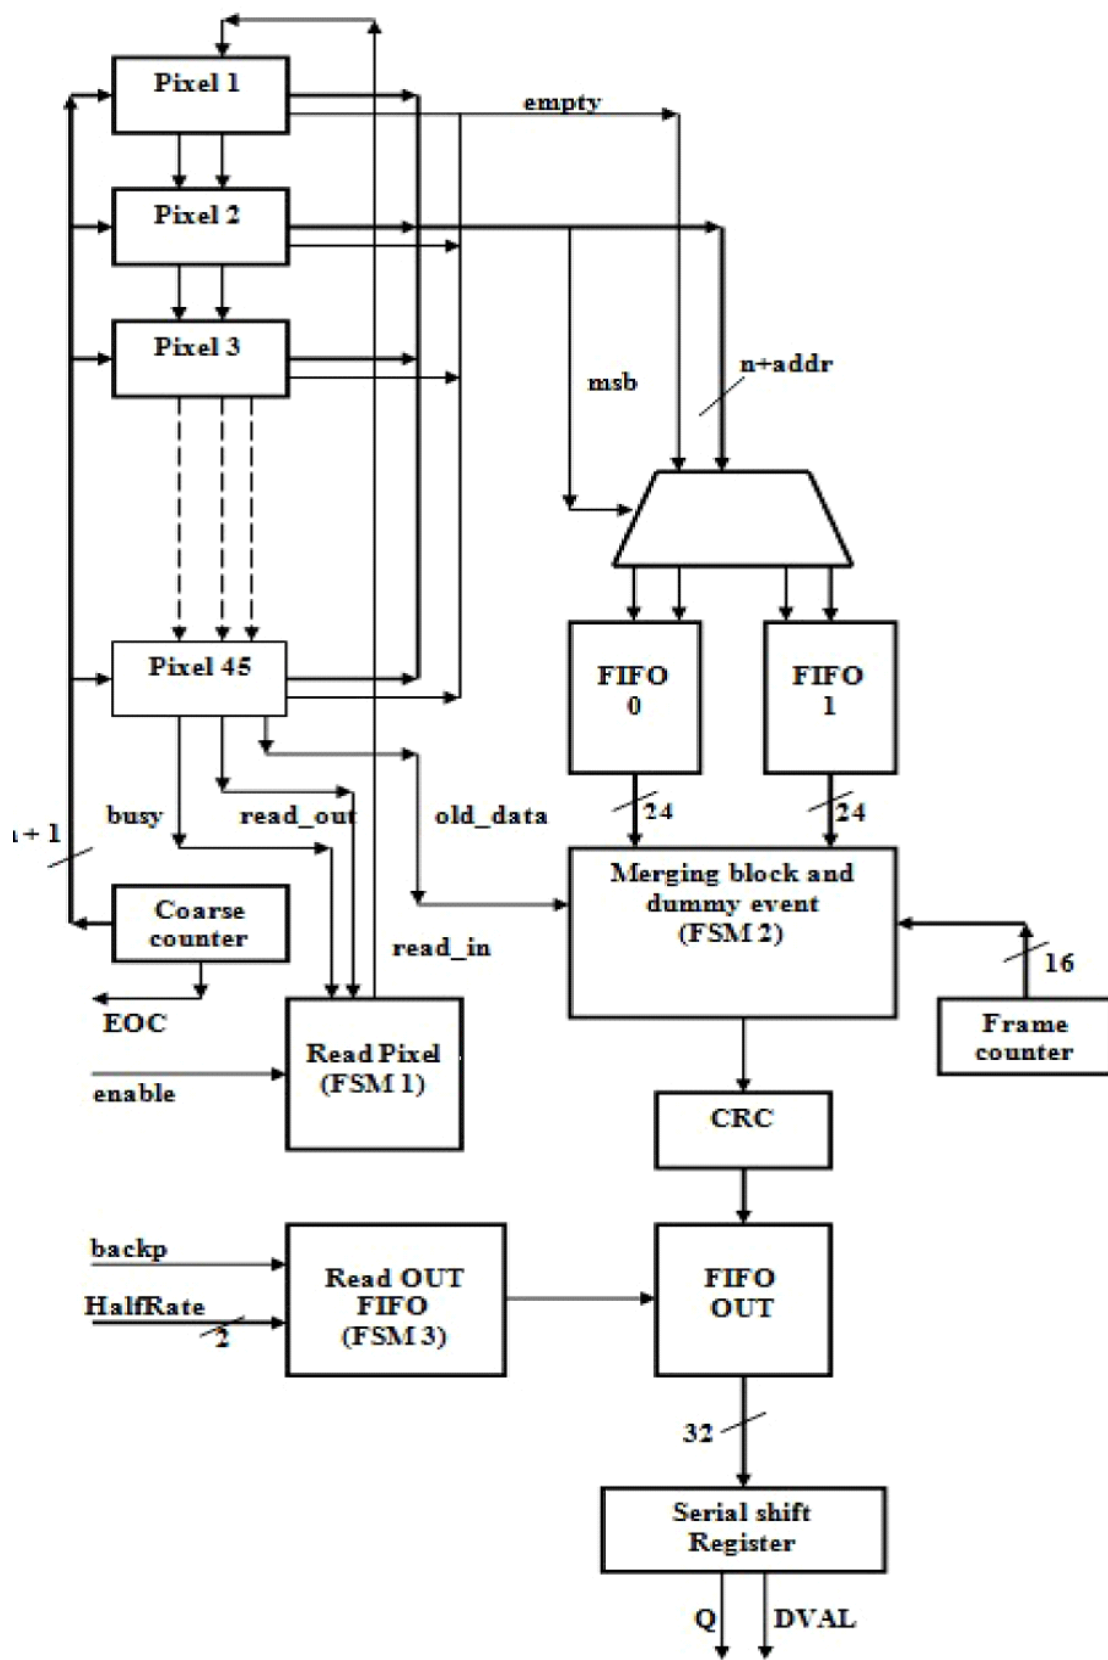 Pixel 1
empty
Pixel 2
Pixel 3
msb
n+addr
Pixel 45
FIFO
0
FIFO
1
busy
read_out
old_data
24
24
+ 1
Coarse
counter
Merging block and
dummy event
(FSM 2)
read_in
16
EOC
Read Pixel
(FSM 1)
Frame
counter
enable
CRC
backp
HalfRate
2
Read OUT
FIFO
(FSM 3)
FIFO
OUT
32
Serial shift
Register
Q
DVAL